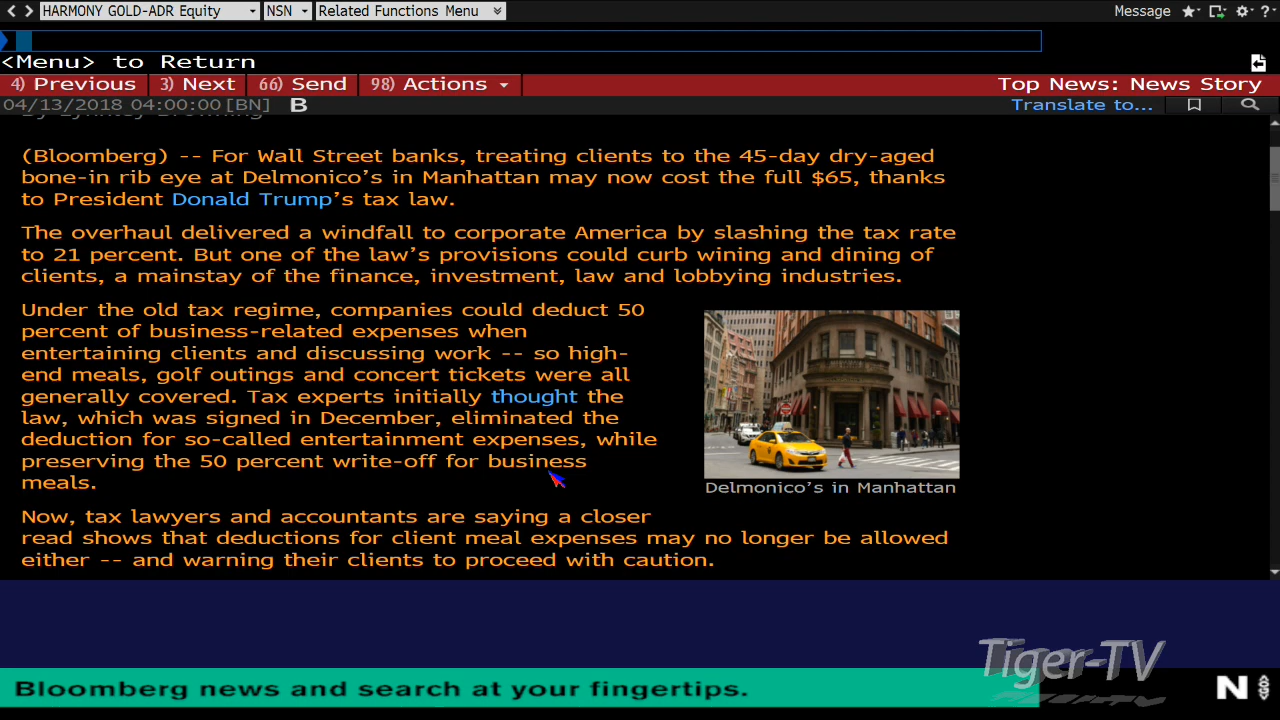 HARMONY GOLD-ADR Equity NSN Related Functions Menu Message
<Menu> to Return
4) Previous 3) Next 66) Send 98) Actions Top News: News Story
04/13/2018 04:00:00 [BN] B Translate to...
(Bloomberg) -- For Wall Street banks, treating clients to the 45-day dry-aged
bone-in rib eye at Delmonico's in Manhattan may now cost the full $65, thanks
to President Donald Trump's tax law.
The overhaul delivered a windfall to corporate America by slashing the tax rate
to 21 percent. But one of the law's provisions could curb wining and dining of
clients, a mainstay of the finance, investment, law and lobbying industries.
Under the old tax regime, companies could deduct 50
percent of business-related expenses when
entertaining clients and discussing work -- so high-
end meals, golf outings and concert tickets were all
generally covered. Tax experts initially thought the
law, which was signed in December, eliminated the
deduction for so-called entertainment expenses, while
preserving the 50 percent write-off for business
meals.
Delmonico's in Manhattan
Now, tax lawyers and accountants are saying a closer
read shows that deductions for client meal expenses may no longer be allowed
either -- and warning their clients to proceed with caution.
Tiger-TV
Bloomberg news and search at your fingertips.
N